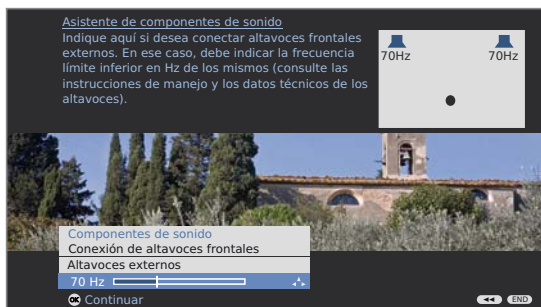 Asistente de componentes de sonido
Indique aquí si desea conectar altavoces frontales
externos. En ese caso, debe indicar la frecuencia
límite inferior en Hz de los mismos (consulte las
instrucciones de manejo y los datos técnicos de los
altavoces).
70Hz 70Hz
Componentes de sonido
Conexión de altavoces frontales
Altavoces externos
70 Hz
OK Continuar
END